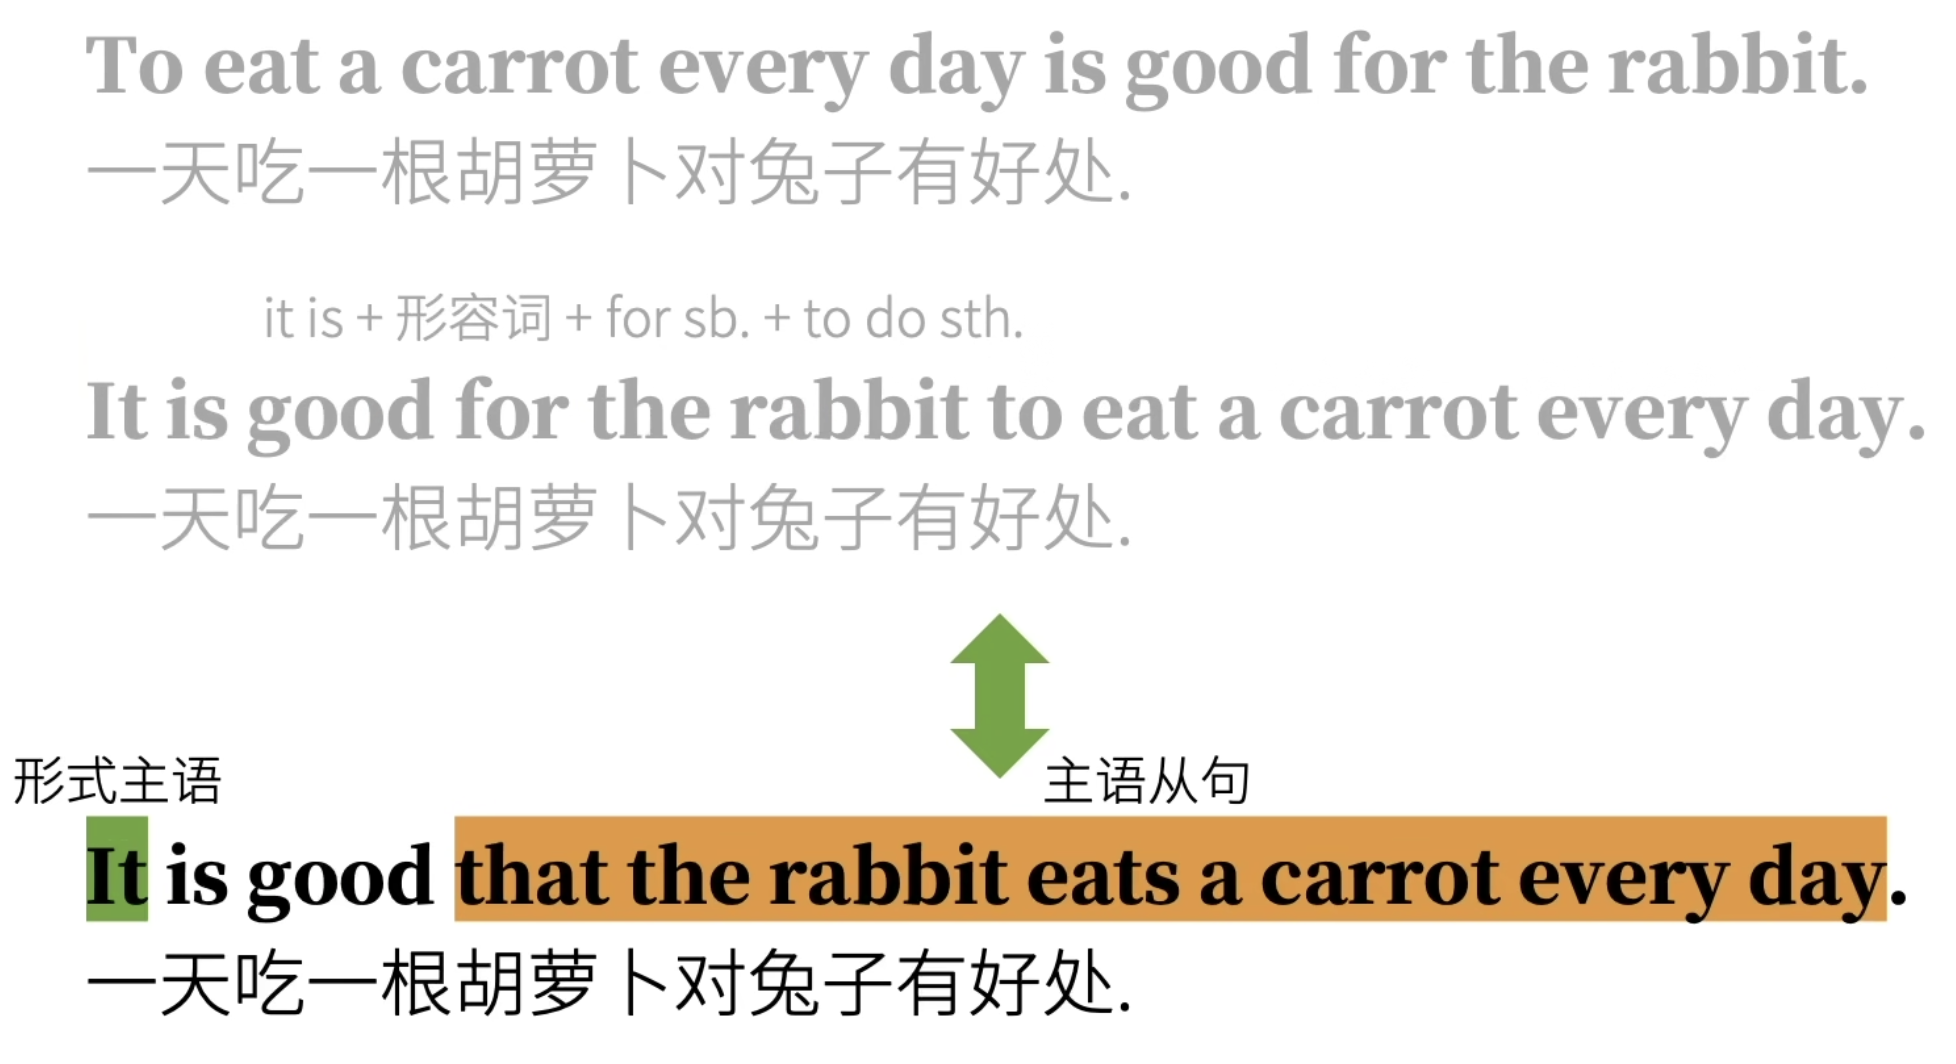 To eat a carrot every day is good for the rabbit.
一天吃一根胡萝卜对兔子有好处.
it is + 形容词 + for sb. + to do sth.
It is good for the rabbit to eat a carrot every day.
一天吃一根胡萝卜对兔子有好处.
形式主语
主语从句
It is good that the rabbit eats a carrot every day.
一天吃一根胡萝卜对兔子有好处.